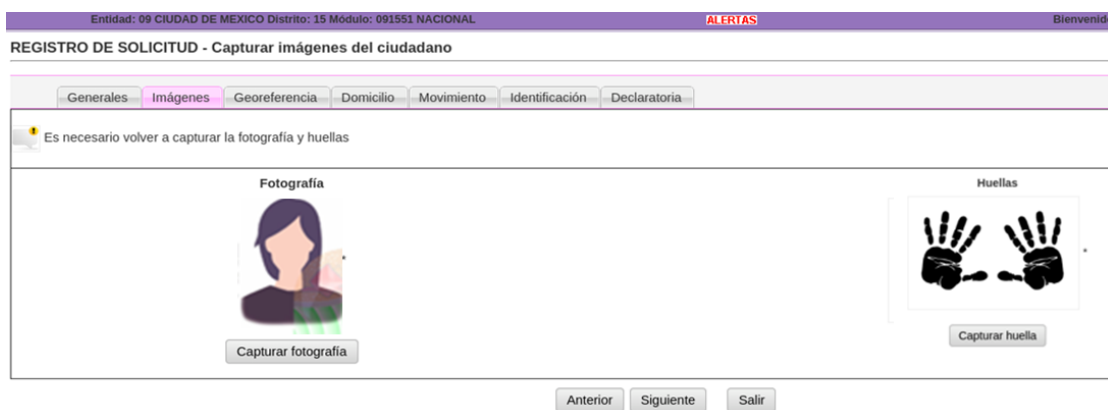 Entidad: 09 CIUDAD DE MEXICO Distrito: 15 Módulo: 091551 NACIONAL ALERTAS Bienvenido
REGISTRO DE SOLICITUD - Capturar imágenes del ciudadano
Generales Imágenes Georeferencia Domicilio Movimiento Identificación Declaratoria
Es necesario volver a capturar la fotografía y huellas
Fotografía Huellas
Capturar fotografía Capturar huella
Anterior Siguiente Salir